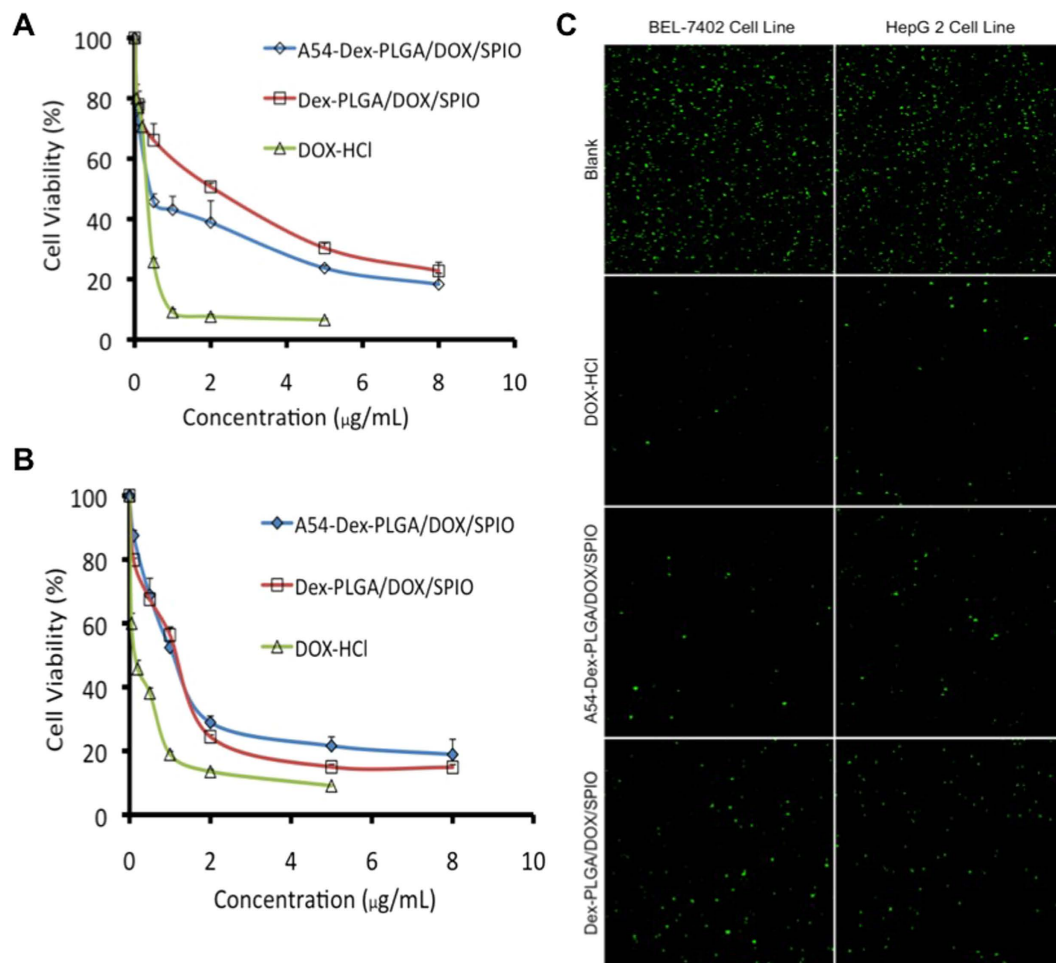 A
100
80
60
40
20
0
Cell Viability (%)
A54-Dex-PLGA/DOX/SPIO
Dex-PLGA/DOX/SPIO
DOX-HCl
0 2 4 6 8 10
Concentration (μg/mL)
B
100
80
60
40
20
0
Cell Viability (%)
A54-Dex-PLGA/DOX/SPIO
Dex-PLGA/DOX/SPIO
DOX-HCl
0 2 4 6 8 10
Concentration (μg/mL)
C
BEL-7402 Cell Line
HepG 2 Cell Line
Blank
DOX-HCl
A54-Dex-PLGA/DOX/SPIO
Dex-PLGA/DOX/SPIO